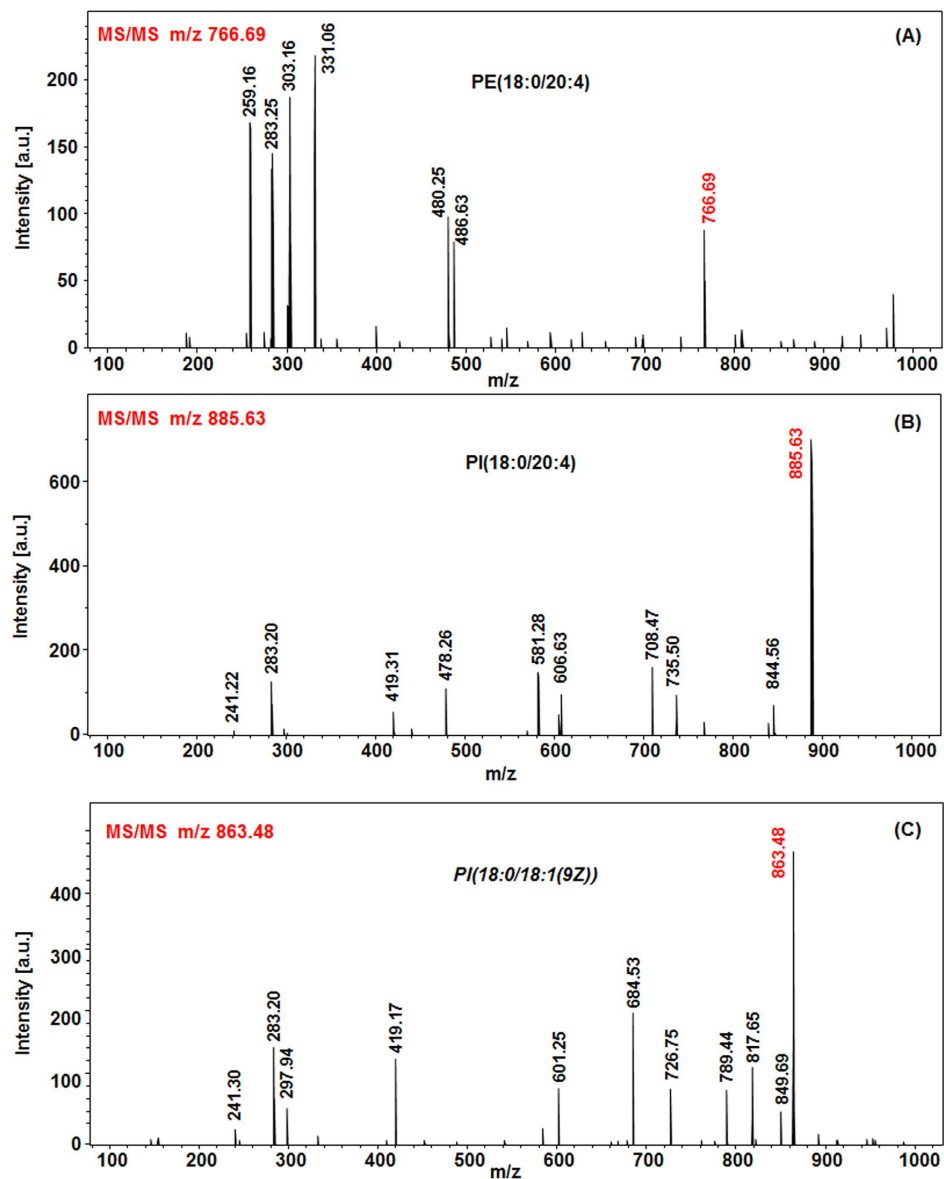 MS/MS m/z 766.69
(A)
PE(18:0/20:4)
259.16
283.25
303.16
331.06
480.25
486.63
766.69
Intensity [a.u.]
200
150
100
50
0
100 200 300 400 500 600 700 800 900 1000
m/z
MS/MS m/z 885.63
(B)
PI(18:0/20:4)
241.22
283.20
419.31
478.26
581.28
606.63
708.47
735.50
844.56
885.63
Intensity [a.u.]
600
400
200
0
100 200 300 400 500 600 700 800 900 1000
m/z
MS/MS m/z 863.48
(C)
PI(18:0/18:1(9Z))
241.30
283.20
297.94
419.17
601.25
684.53
726.75
789.44
817.65
849.69
863.48
Intensity [a.u.]
400
300
200
100
0
100 200 300 400 500 600 700 800 900 1000
m/z